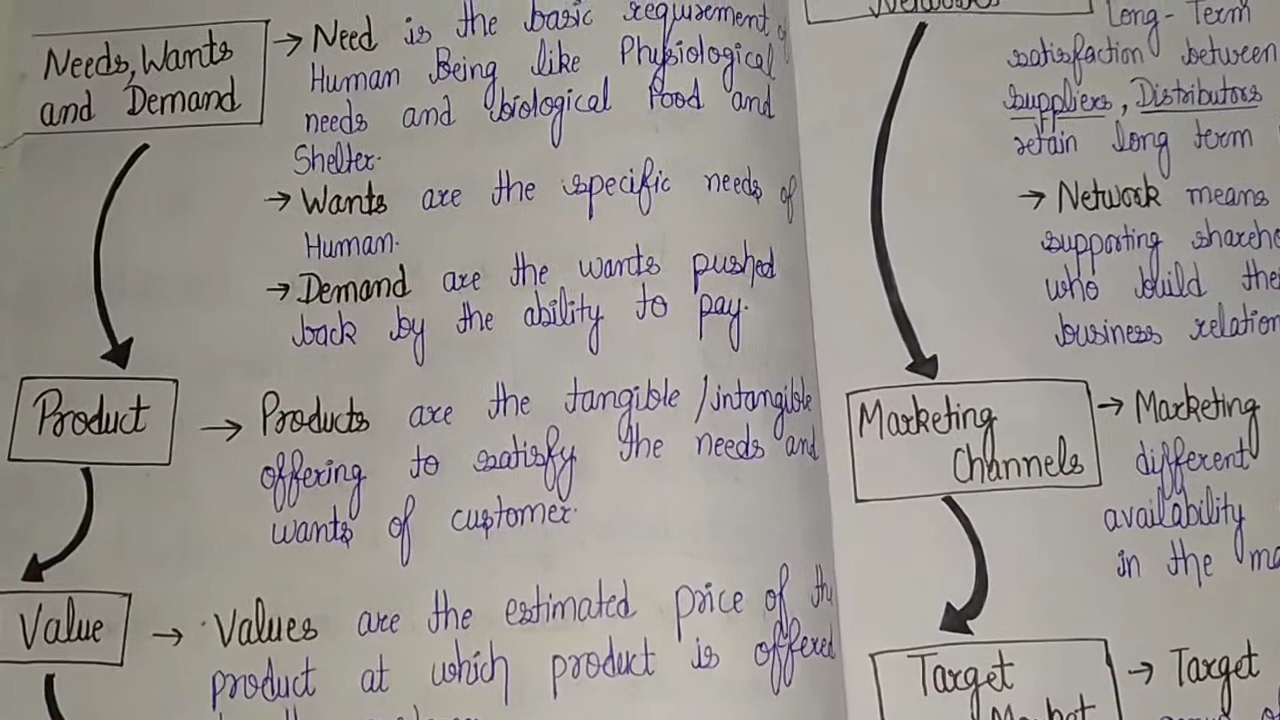 Needs, Wants
and Demand
→ Need is the basic requirement of
Human Being like Physiological
needs and biological Food and
Shelter.
→ Wants are the specific needs of
Human.
→ Demand are the wants pushed
back by the ability to pay.
Product
→ Products are the tangible / intangible
offering to satisfy the needs and
wants of customer.
Value
→ Values are the estimated price of the
product at which product is offered
Long-Term
satisfaction between
suppliers, Distributors
retain long term
→ Network means
supporting
who build
business
Marketing
Channels
→ Marketing
different
availability
in the
Target
Market
→ Target